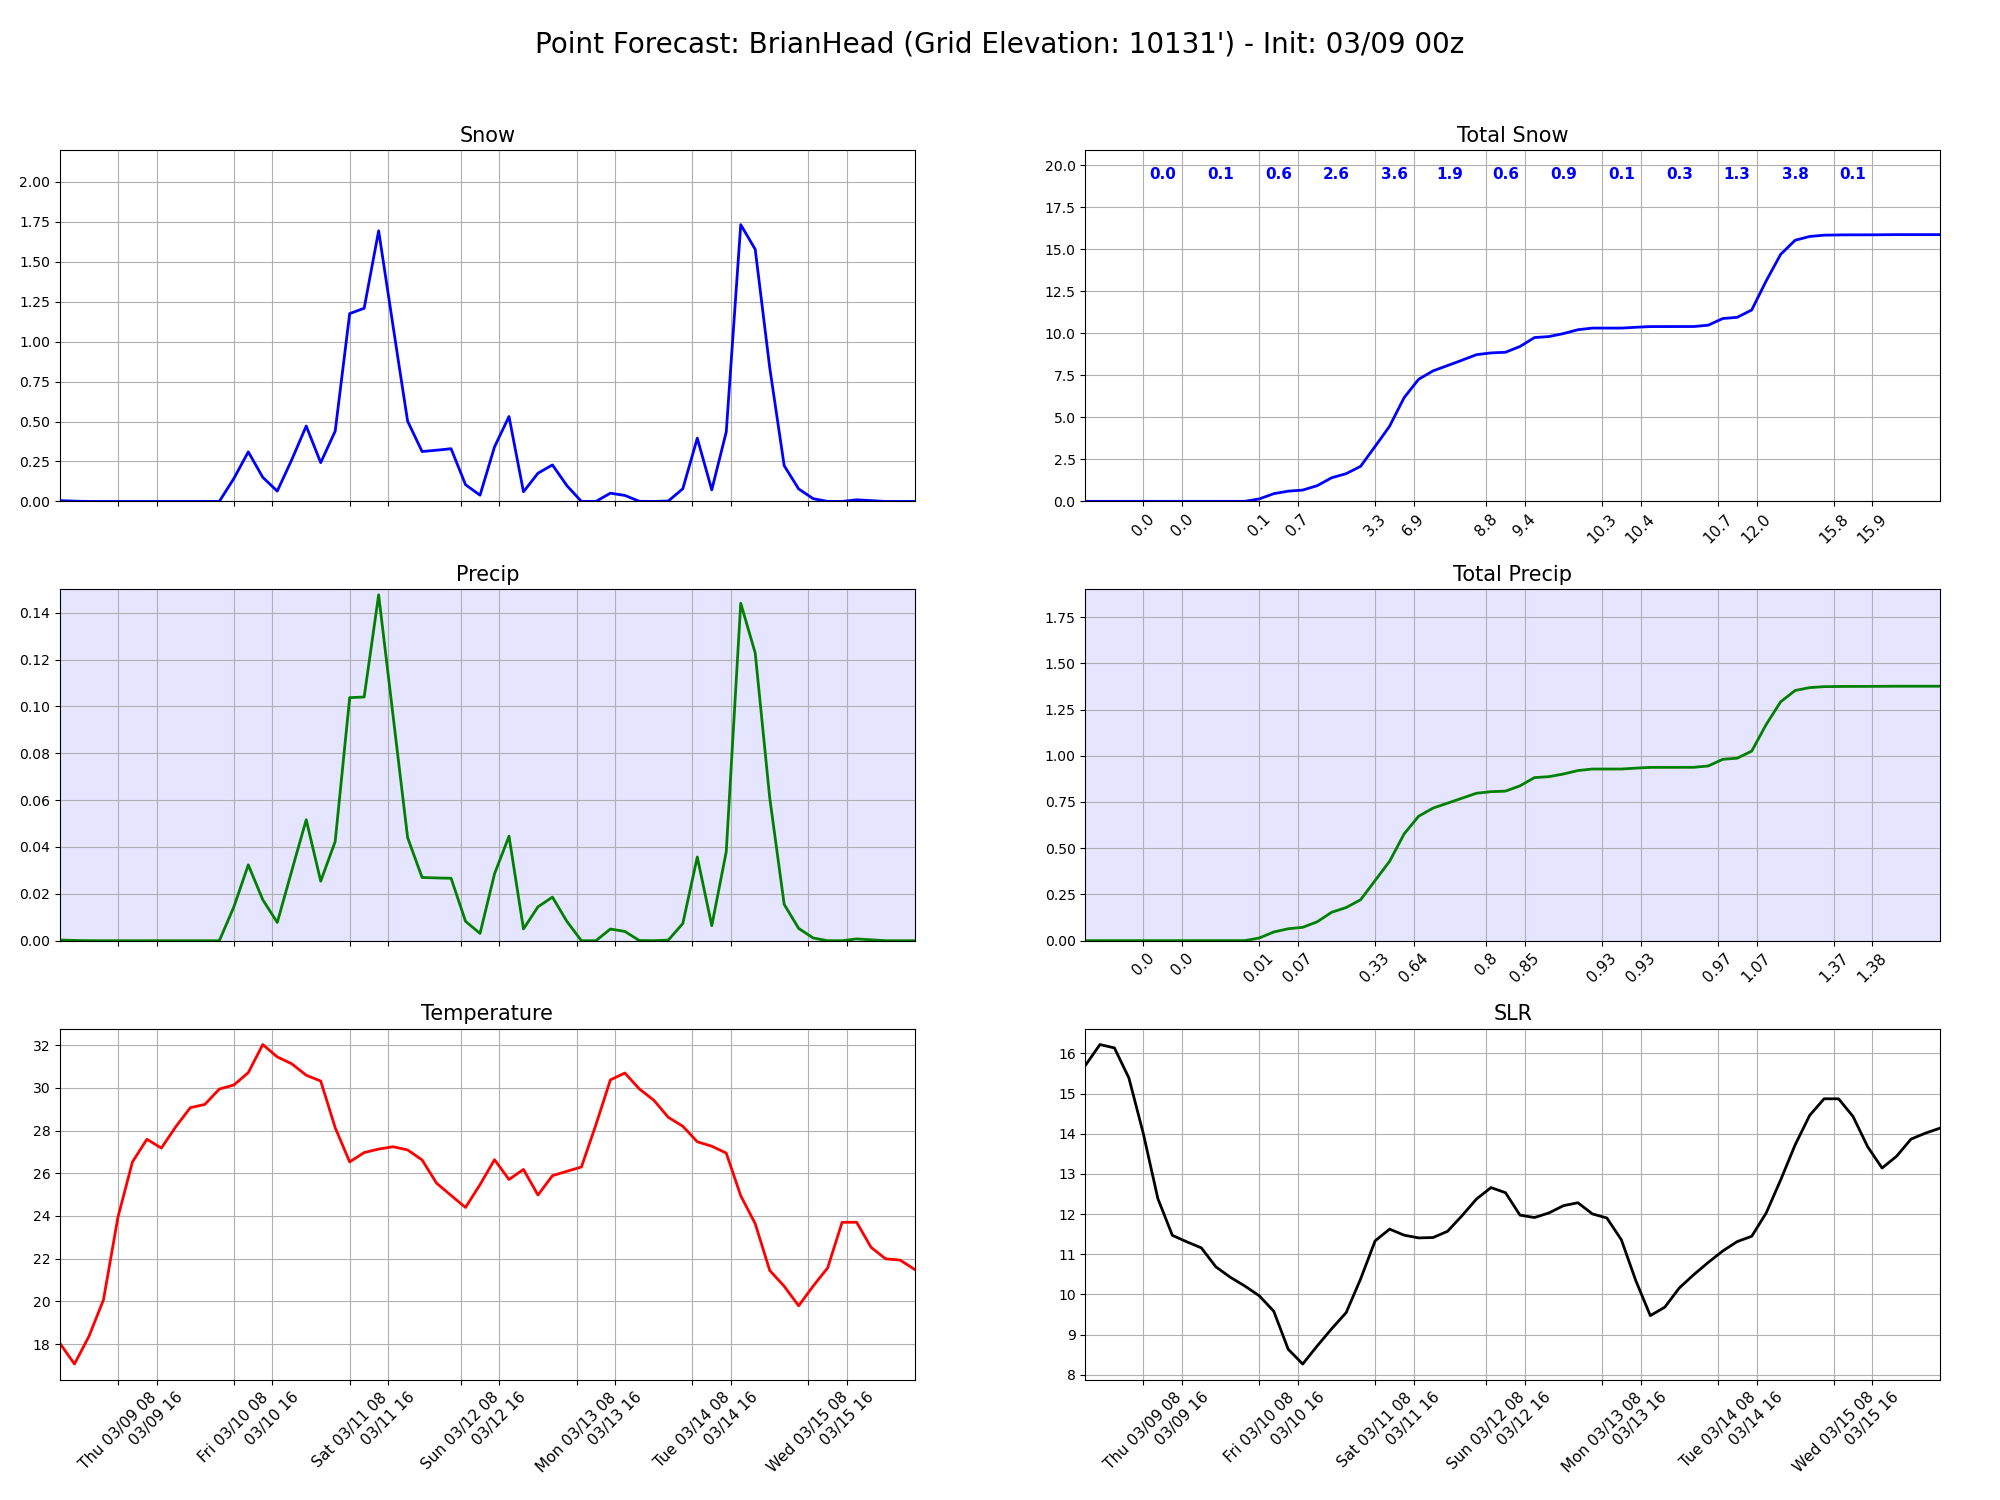 Point Forecast: BrianHead (Grid Elevation: 10131') - Init: 03/09 00z
Snow
2.00
1.75
1.50
1.25
1.00
0.75
0.50
0.25
0.00
Total Snow
20.0
17.5
15.0
12.5
10.0
7.5
5.0
2.5
0.0
0.0 0.1 0.6 2.6 3.6 1.9 0.6 0.9 0.1 0.3 1.3 3.8 0.1
0.0 0.0 0.1 0.7 3.3 6.9 8.8 9.4 10.3 10.4 10.7 12.0 15.8 15.9
Precip
0.14
0.12
0.10
0.08
0.06
0.04
0.02
0.00
Total Precip
1.75
1.50
1.25
1.00
0.75
0.50
0.25
0.00
0.0 0.0 0.01 0.07 0.33 0.64 0.8 0.85 0.93 0.93 0.97 1.07 1.37 1.38
Temperature
32
30
28
26
24
22
20
18
Thu 03/09 08
03/09 16
Fri 03/10 08
03/10 16
Sat 03/11 08
03/11 16
Sun 03/12 08
03/12 16
Mon 03/13 08
03/13 16
Tue 03/14 08
03/14 16
Wed 03/15 08
03/15 16
SLR
16
15
14
13
12
11
10
9
8
Thu 03/09 08
03/09 16
Fri 03/10 08
03/10 16
Sat 03/11 08
03/11 16
Sun 03/12 08
03/12 16
Mon 03/13 08
03/13 16
Tue 03/14 08
03/14 16
Wed 03/15 08
03/15 16